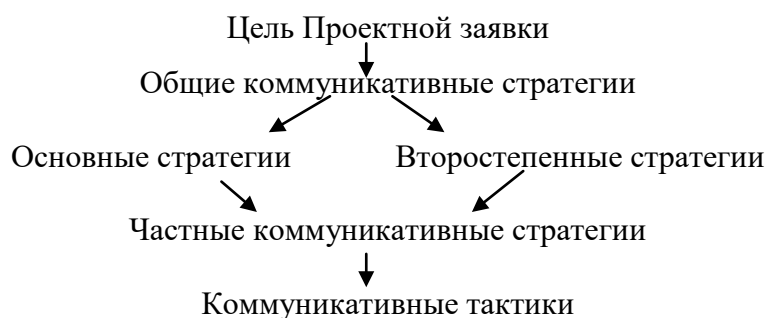 Цель Проектной заявки
Общие коммуникативные стратегии
Основные стратегии Второстепенные стратегии
Частные коммуникативные стратегии
Коммуникативные тактики